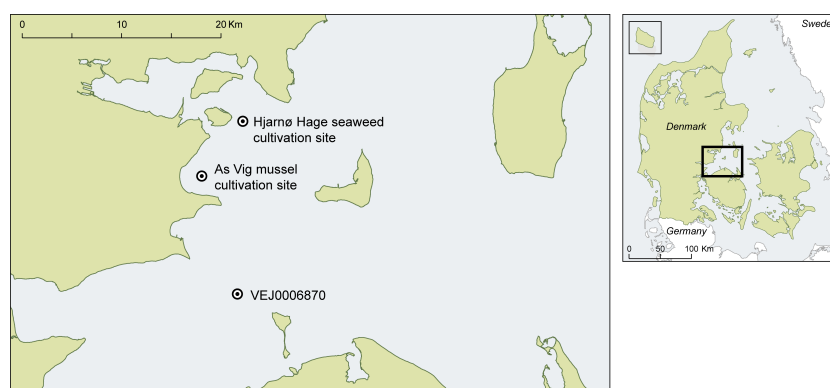 0 10 20 Km
Hjarnø Hage seaweed
cultivation site
As Vig mussel
cultivation site
VEJ0006870
Swede
Denmark
Germany
0 50 100 Km